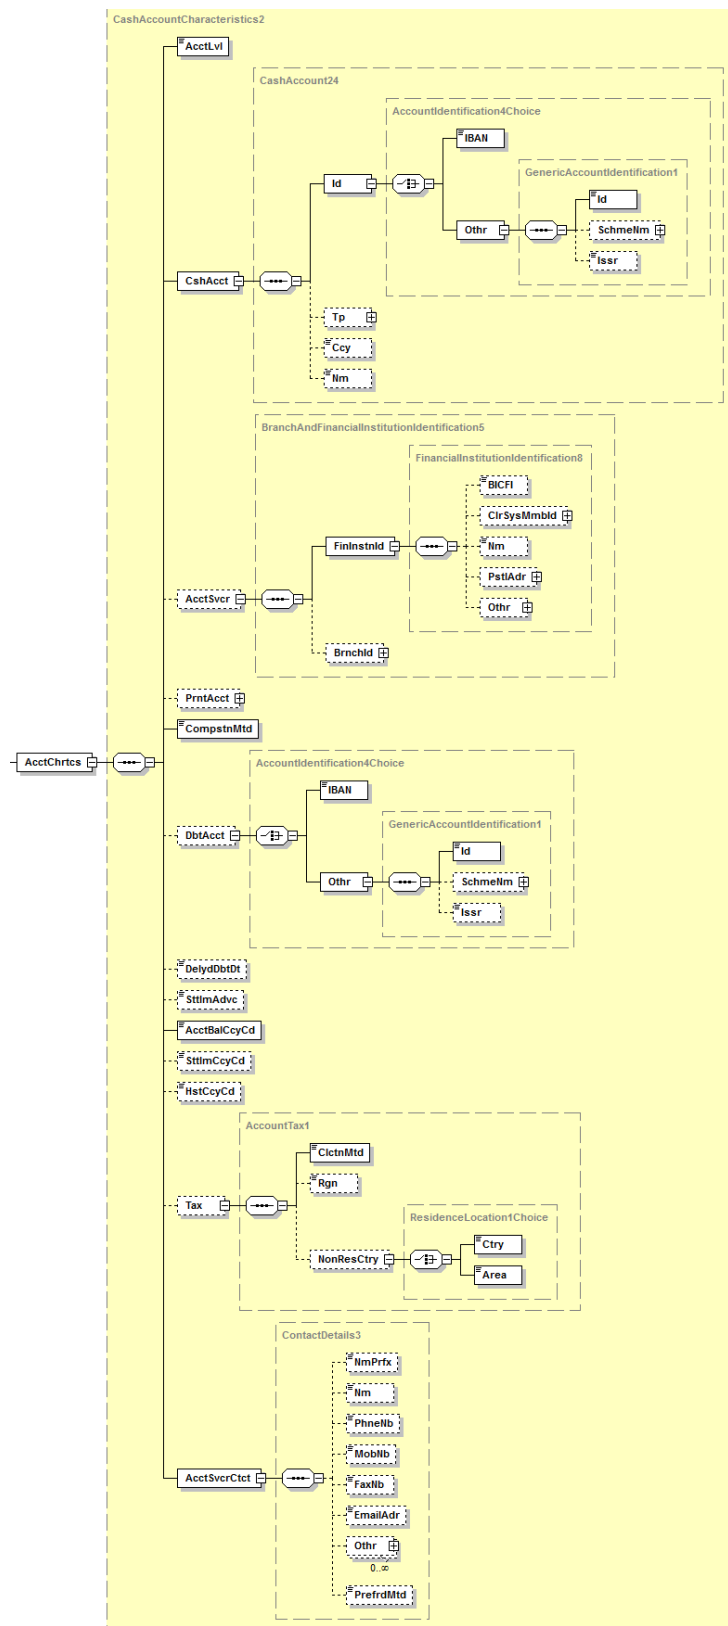 CashAccountCharacteristics2
AcctLvl
CashAccount24
AccountIdentification4Choice
IBAN
GenericAccountIdentification1
Id
Id
Othr
SchmeNm
Issr
CshAcct
Tp
Ccy
Nm
BranchAndFinancialInstitutionIdentification5
FinancialInstitutionIdentification8
BICFI
ClrSysMmbId
FinInstnId
Nm
PstlAdr
AcctSvcr
Othr
BrnchId
PrntAcct
CompstnMtd
AcctChrtcs
AccountIdentification4Choice
IBAN
GenericAccountIdentification1
DbtAcct
Id
Othr
SchmeNm
Issr
DelydDbtDt
SttlmAdvc
AcctBalCcyCd
SttlmCcyCd
HstCcyCd
AccountTax1
ClctnMtd
Rgn
Tax
ResidenceLocation1Choice
Ctry
NonResCtry
Area
ContactDetails3
NmPrfx
Nm
PhneNb
MobNb
AcctSvcrCtct
FaxNb
EmailAdr
Othr
0..∞
PrefrdMtd